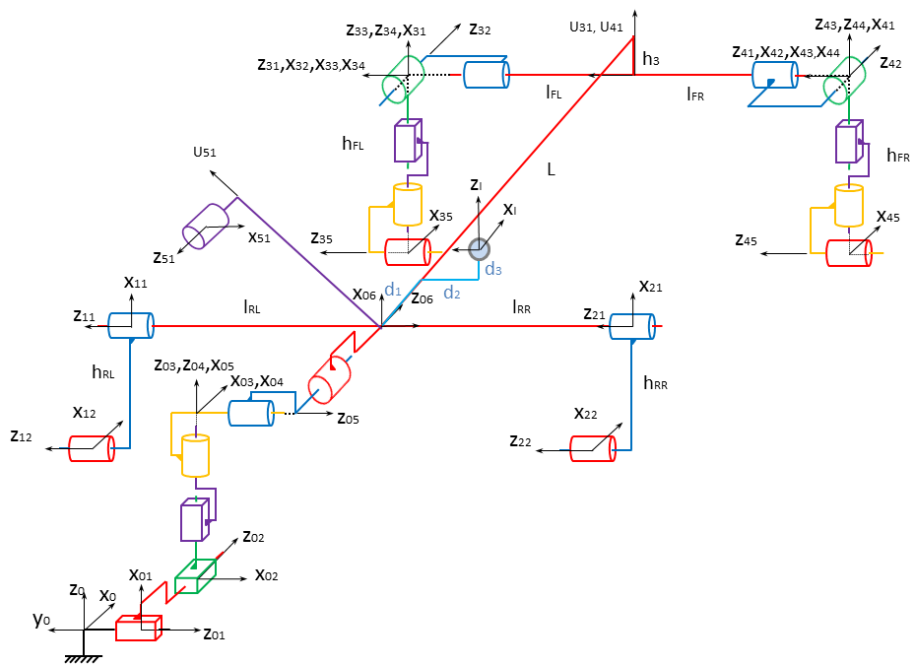 z33,z34,x31
z32
z31,x32,x33,x34
U31, U41
h3
z43,z44,x41
z41,x42,x43,x44
z42
lFL
lFR
hFL
hFR
U51
L
zI
xI
x35
z35
x45
z45
x51
z51
d3
d2
d1
x06
z06
x11
z11
lRL
lRR
x21
z21
hRL
hRR
z03,z04,x05
x03,x04
z05
x12
z12
x22
z22
z02
x02
x01
z0
x0
y0
z01